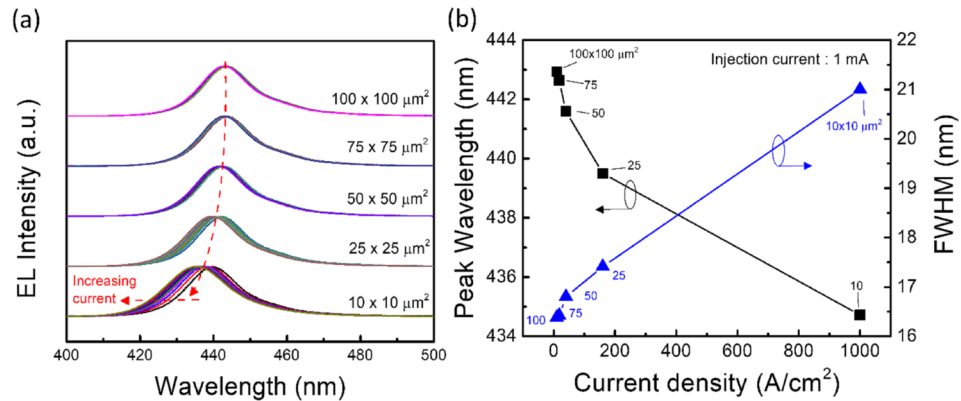 (a)
EL Intensity (a.u.)
100 x 100 μm²
75 x 75 μm²
50 x 50 μm²
25 x 25 μm²
10 x 10 μm²
Increasing
current
400 420 440 460 480 500
Wavelength (nm)
(b)
Peak Wavelength (nm)
444
442
440
438
436
434
Injection current : 1 mA
100x100 μm²
75
50
25
10
10x10 μm²
25
50
75
100
22
21
20
19
18
17
16
FWHM (nm)
0 200 400 600 800 1000
Current density (A/cm²)